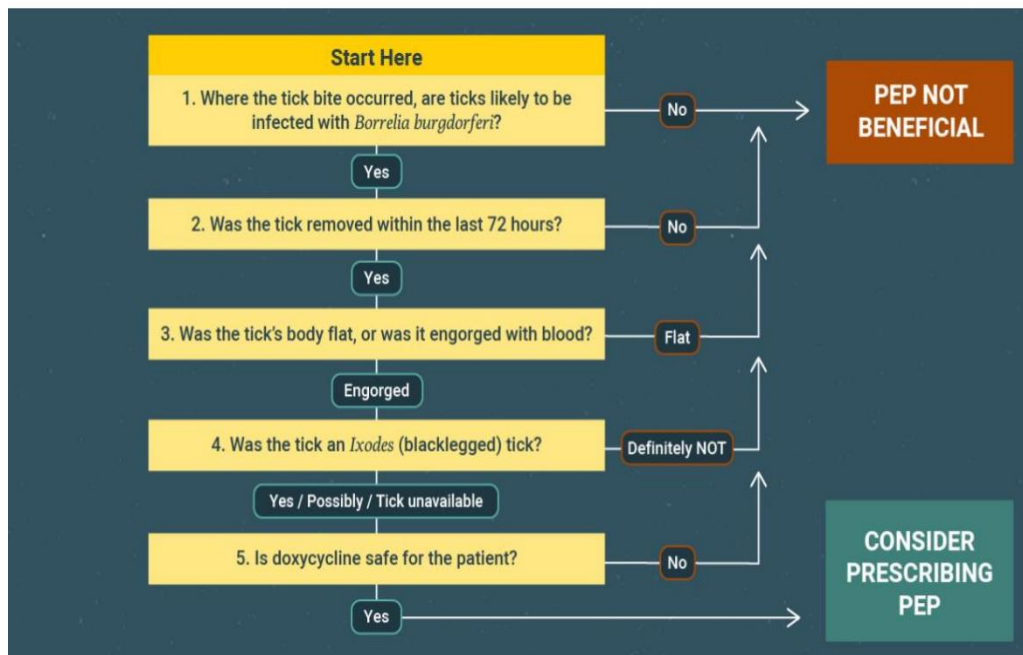 Start Here
1. Where the tick bite occurred, are ticks likely to be
infected with Borrelia burgdorferi?
No
PEP NOT
BENEFICIAL
Yes
2. Was the tick removed within the last 72 hours?
No
Yes
3. Was the tick's body flat, or was it engorged with blood?
Flat
Engorged
4. Was the tick an Ixodes (blacklegged) tick?
Definitely NOT
Yes / Possibly / Tick unavailable
5. Is doxycycline safe for the patient?
No
Yes
CONSIDER
PRESCRIBING
PEP